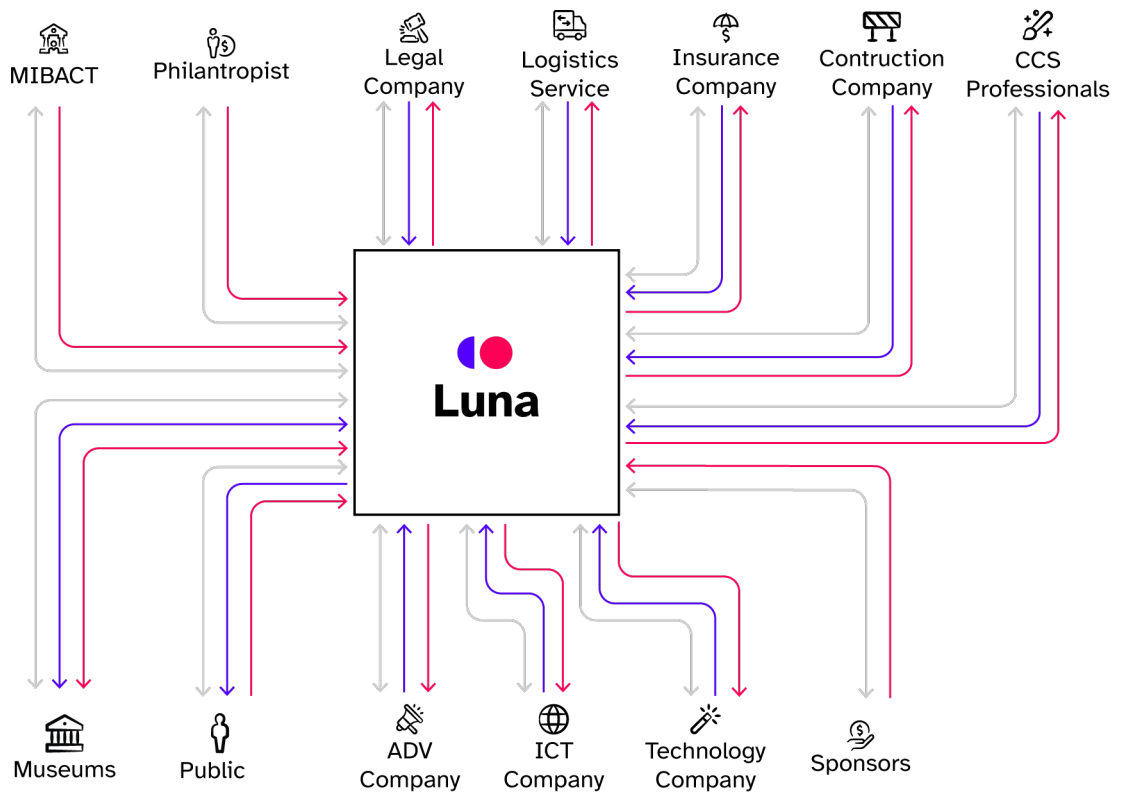 MIBACT
Philantropist
Legal
Company
Logistics
Service
Insurance
Company
Contruction
Company
CCS
Professionals
Luna
Museums
Public
ADV
Company
ICT
Company
Technology
Company
Sponsors